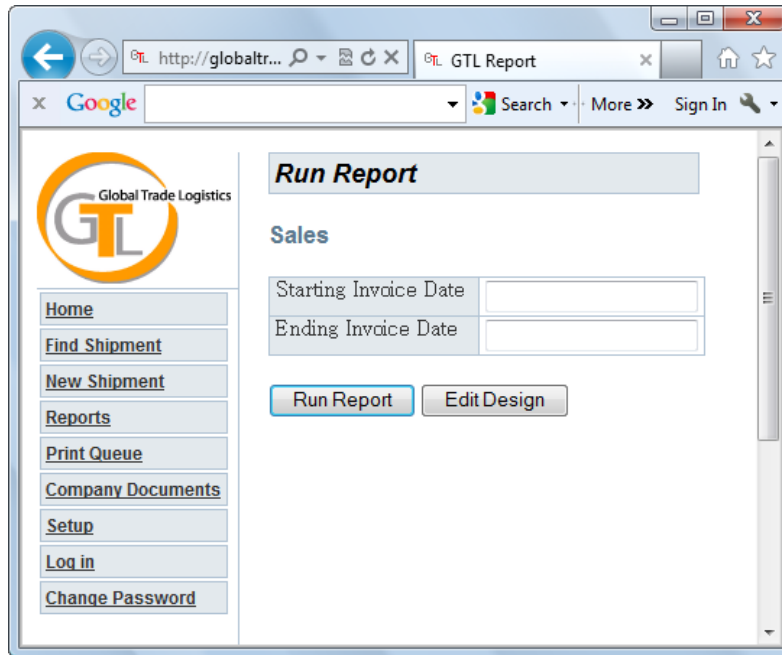 GTL http://globaltr...
GTL GTL Report
x Google
Search
More »
Sign In
Global Trade Logistics
GTL
Home
Find Shipment
New Shipment
Reports
Print Queue
Company Documents
Setup
Log in
Change Password
Run Report
Sales
Starting Invoice Date
Ending Invoice Date
Run Report
Edit Design